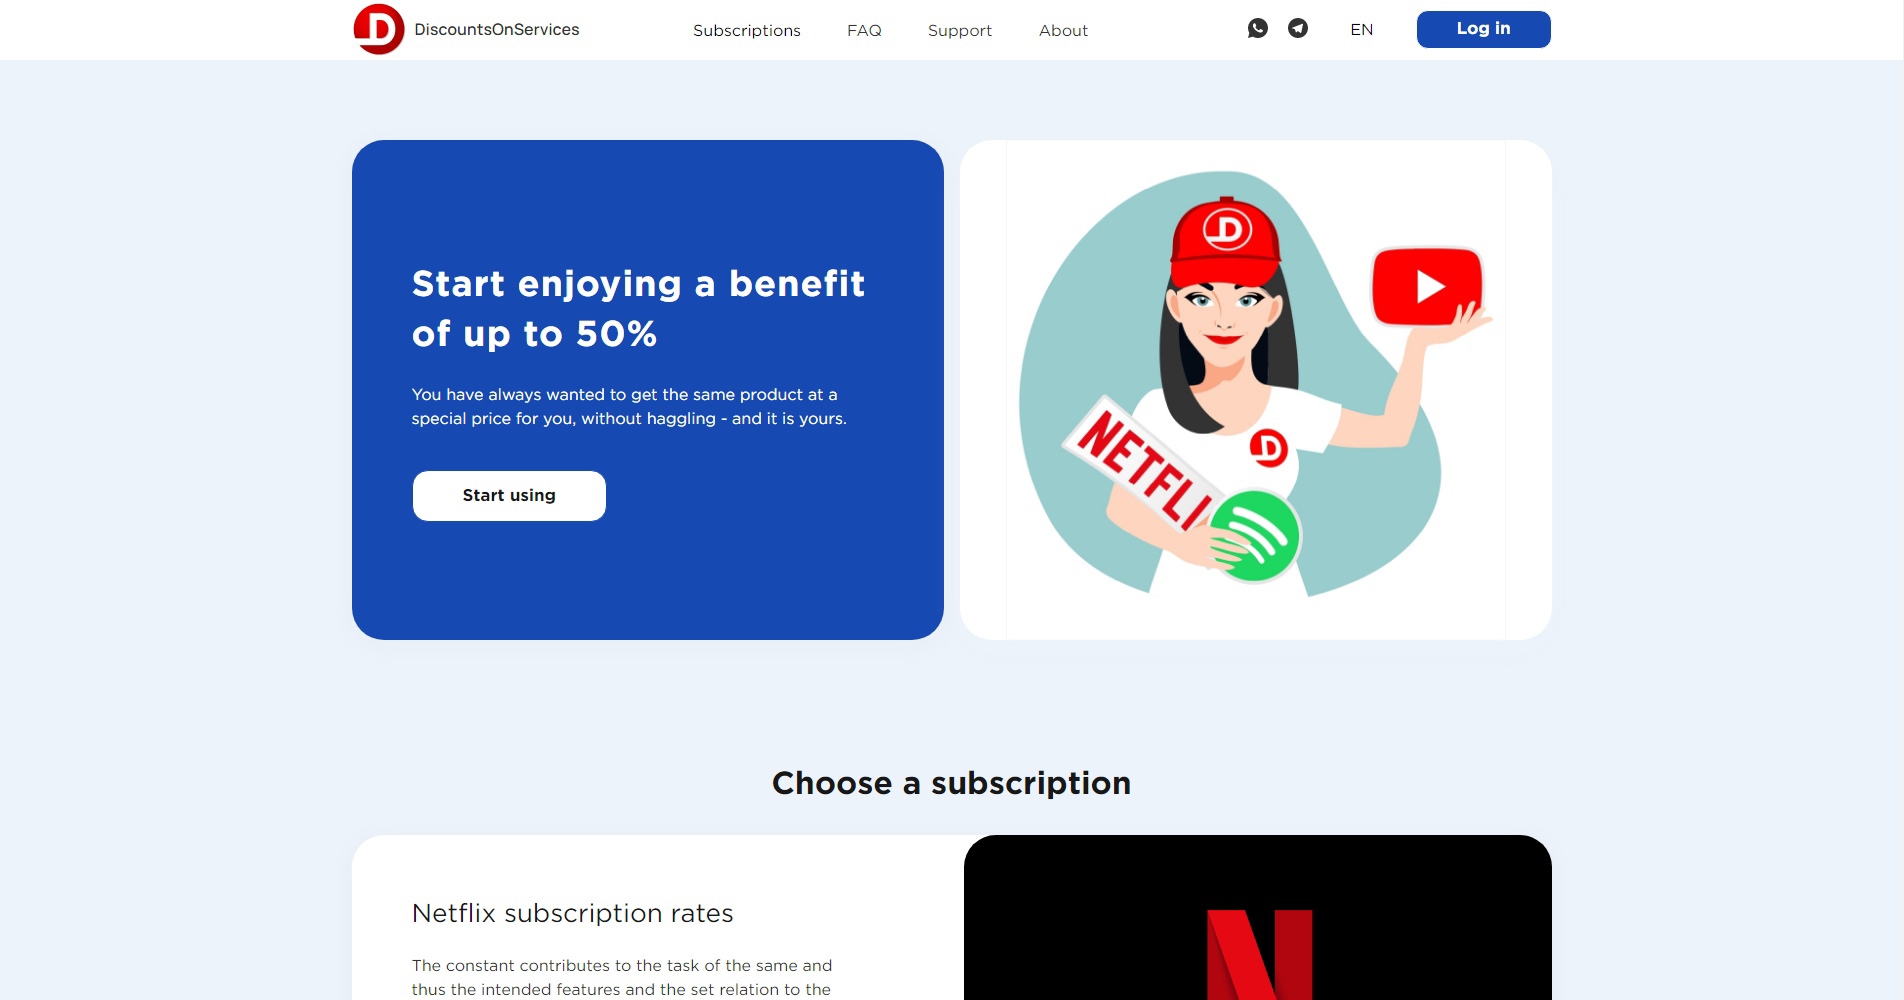 DiscountsOnServices
Subscriptions
FAQ
Support
About
EN
Log in
Start enjoying a benefit
of up to 50%
You have always wanted to get the same product at a
special price for you, without haggling - and it is yours.
Start using
D
D
NETFLI
Choose a subscription
Netflix subscription rates
The constant contributes to the task of the same and
thus the intended features and the set relation to the
N